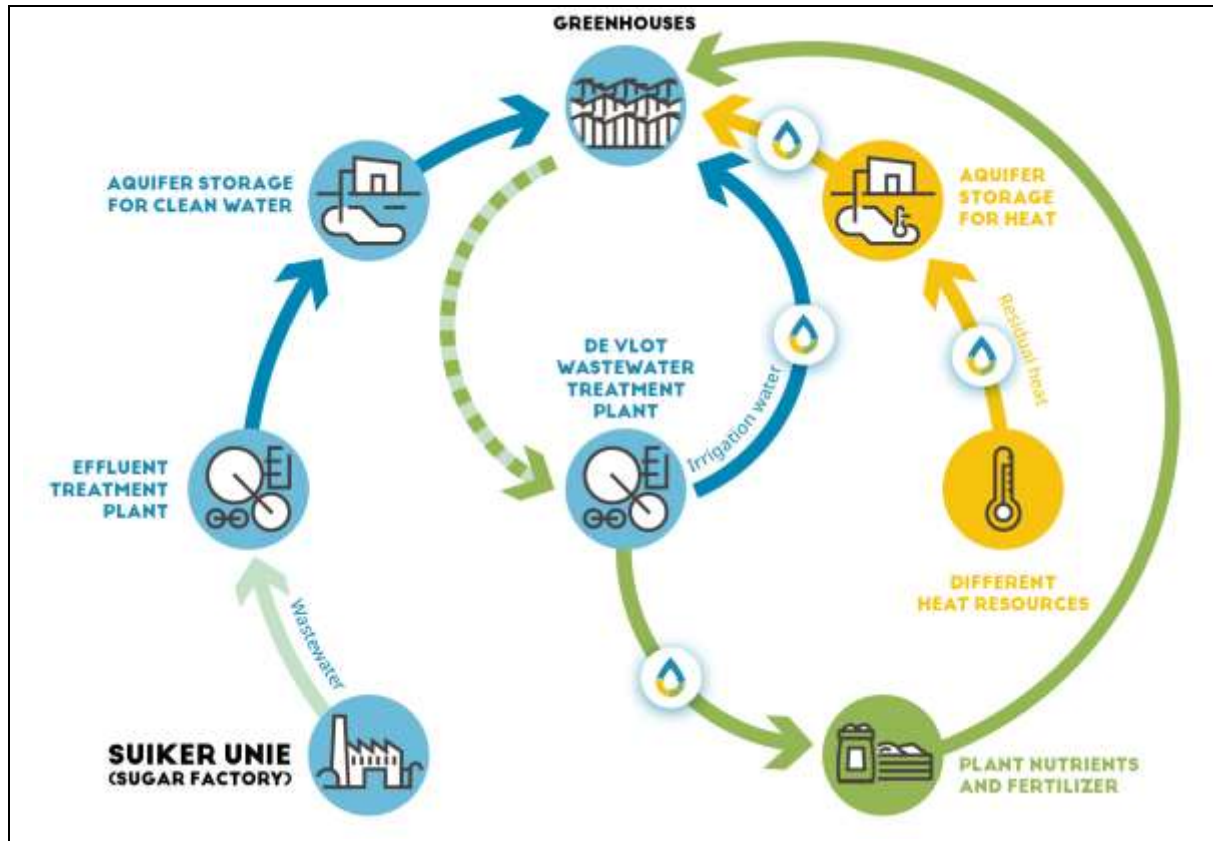 GREENHOUSES
AQUIFER STORAGE
FOR CLEAN WATER
AQUIFER
STORAGE
FOR HEAT
Residual heat
DE VLOT
WASTEWATER
TREATMENT
PLANT
Irrigation water
EFFLUENT
TREATMENT
PLANT
DIFFERENT
HEAT RESOURCES
Wastewater
SUIKER UNIE
(SUGAR FACTORY)
PLANT NUTRIENTS
AND FERTILIZER